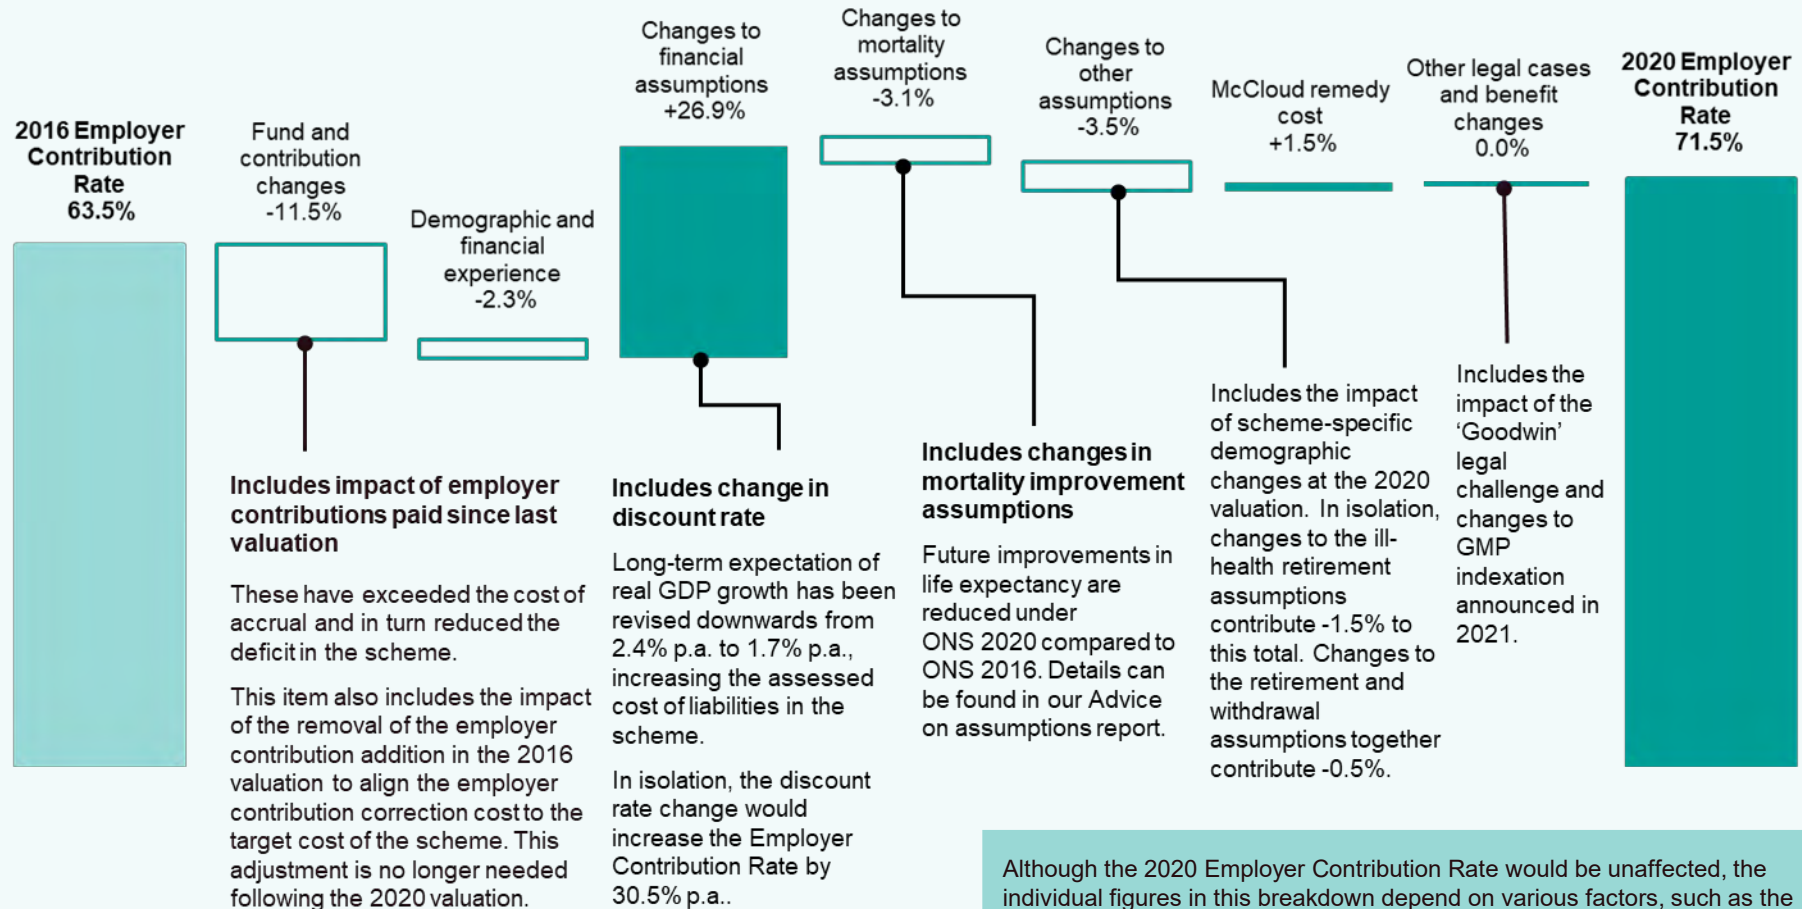 2016 Employer
Contribution
Rate
63.5%
Fund and
contribution
changes
-11.5%
Demographic and
financial
experience
-2.3%
Changes to
financial
assumptions
+26.9%
Changes to
mortality
assumptions
-3.1%
Changes to
other
assumptions
-3.5%
McCloud remedy
cost
+1.5%
Other legal cases
and benefit
changes
0.0%
2020 Employer
Contribution
Rate
71.5%
Includes impact of employer
contributions paid since last
valuation
These have exceeded the cost of
accrual and in turn reduced the
deficit in the scheme.
This item also includes the impact
of the removal of the employer
contribution addition in the 2016
valuation to align the employer
contribution correction cost to the
target cost of the scheme. This
adjustment is no longer needed
following the 2020 valuation.
Includes change in
discount rate
Long-term expectation of
real GDP growth has been
revised downwards from
2.4% p.a. to 1.7% p.a.,
increasing the assessed
cost of liabilities in the
scheme.
In isolation, the discount
rate change would
increase the Employer
Contribution Rate by
30.5% p.a..
Includes changes in
mortality improvement
assumptions
Future improvements in
life expectancy are
reduced under
ONS 2020 compared to
ONS 2016. Details can
be found in our Advice
on assumptions report.
Includes the impact
of scheme-specific
demographic
changes at the 2020
valuation. In isolation,
changes to the ill-
health retirement
assumptions
contribute -1.5% to
this total. Changes to
the retirement and
withdrawal
assumptions together
contribute -0.5%.
Includes the
impact of the
‘Goodwin’
legal
challenge and
changes to
GMP
indexation
announced in
2021.
Although the 2020 Employer Contribution Rate would be unaffected, the
individual figures in this breakdown depend on various factors, such as the